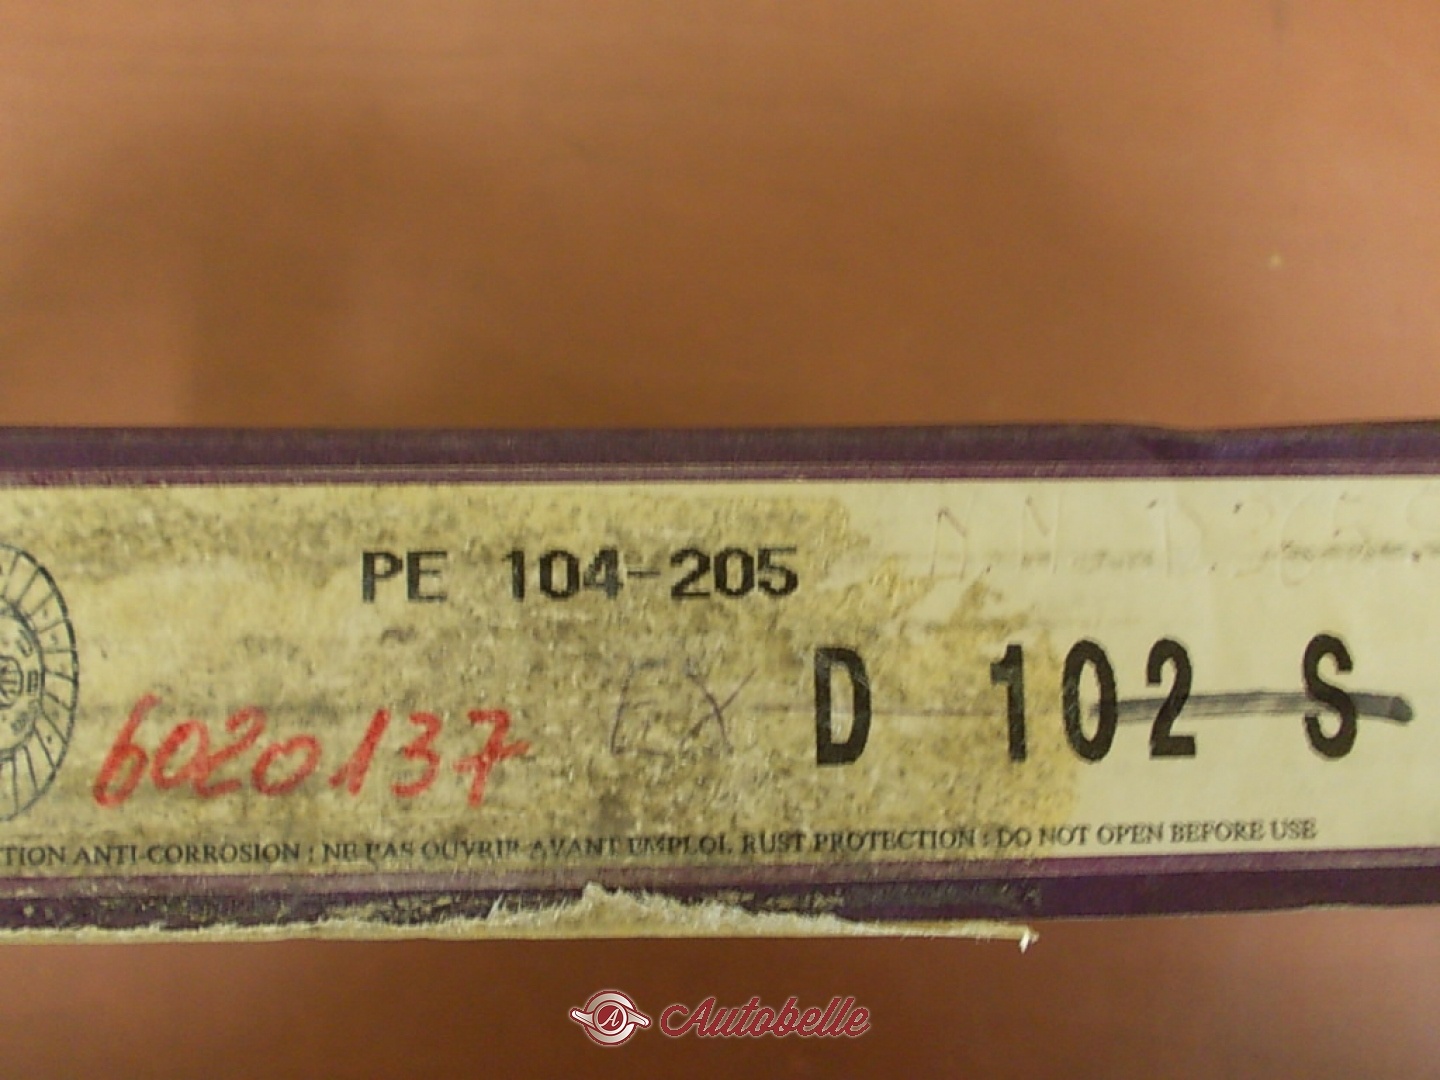 PE 104-205
D 102 S
6020137
EX
TION ANTI-CORROSION : NE PAS OUVRIR AVANT EMPLOI. RUST PROTECTION : DO NOT OPEN BEFORE USE
A Autobelle